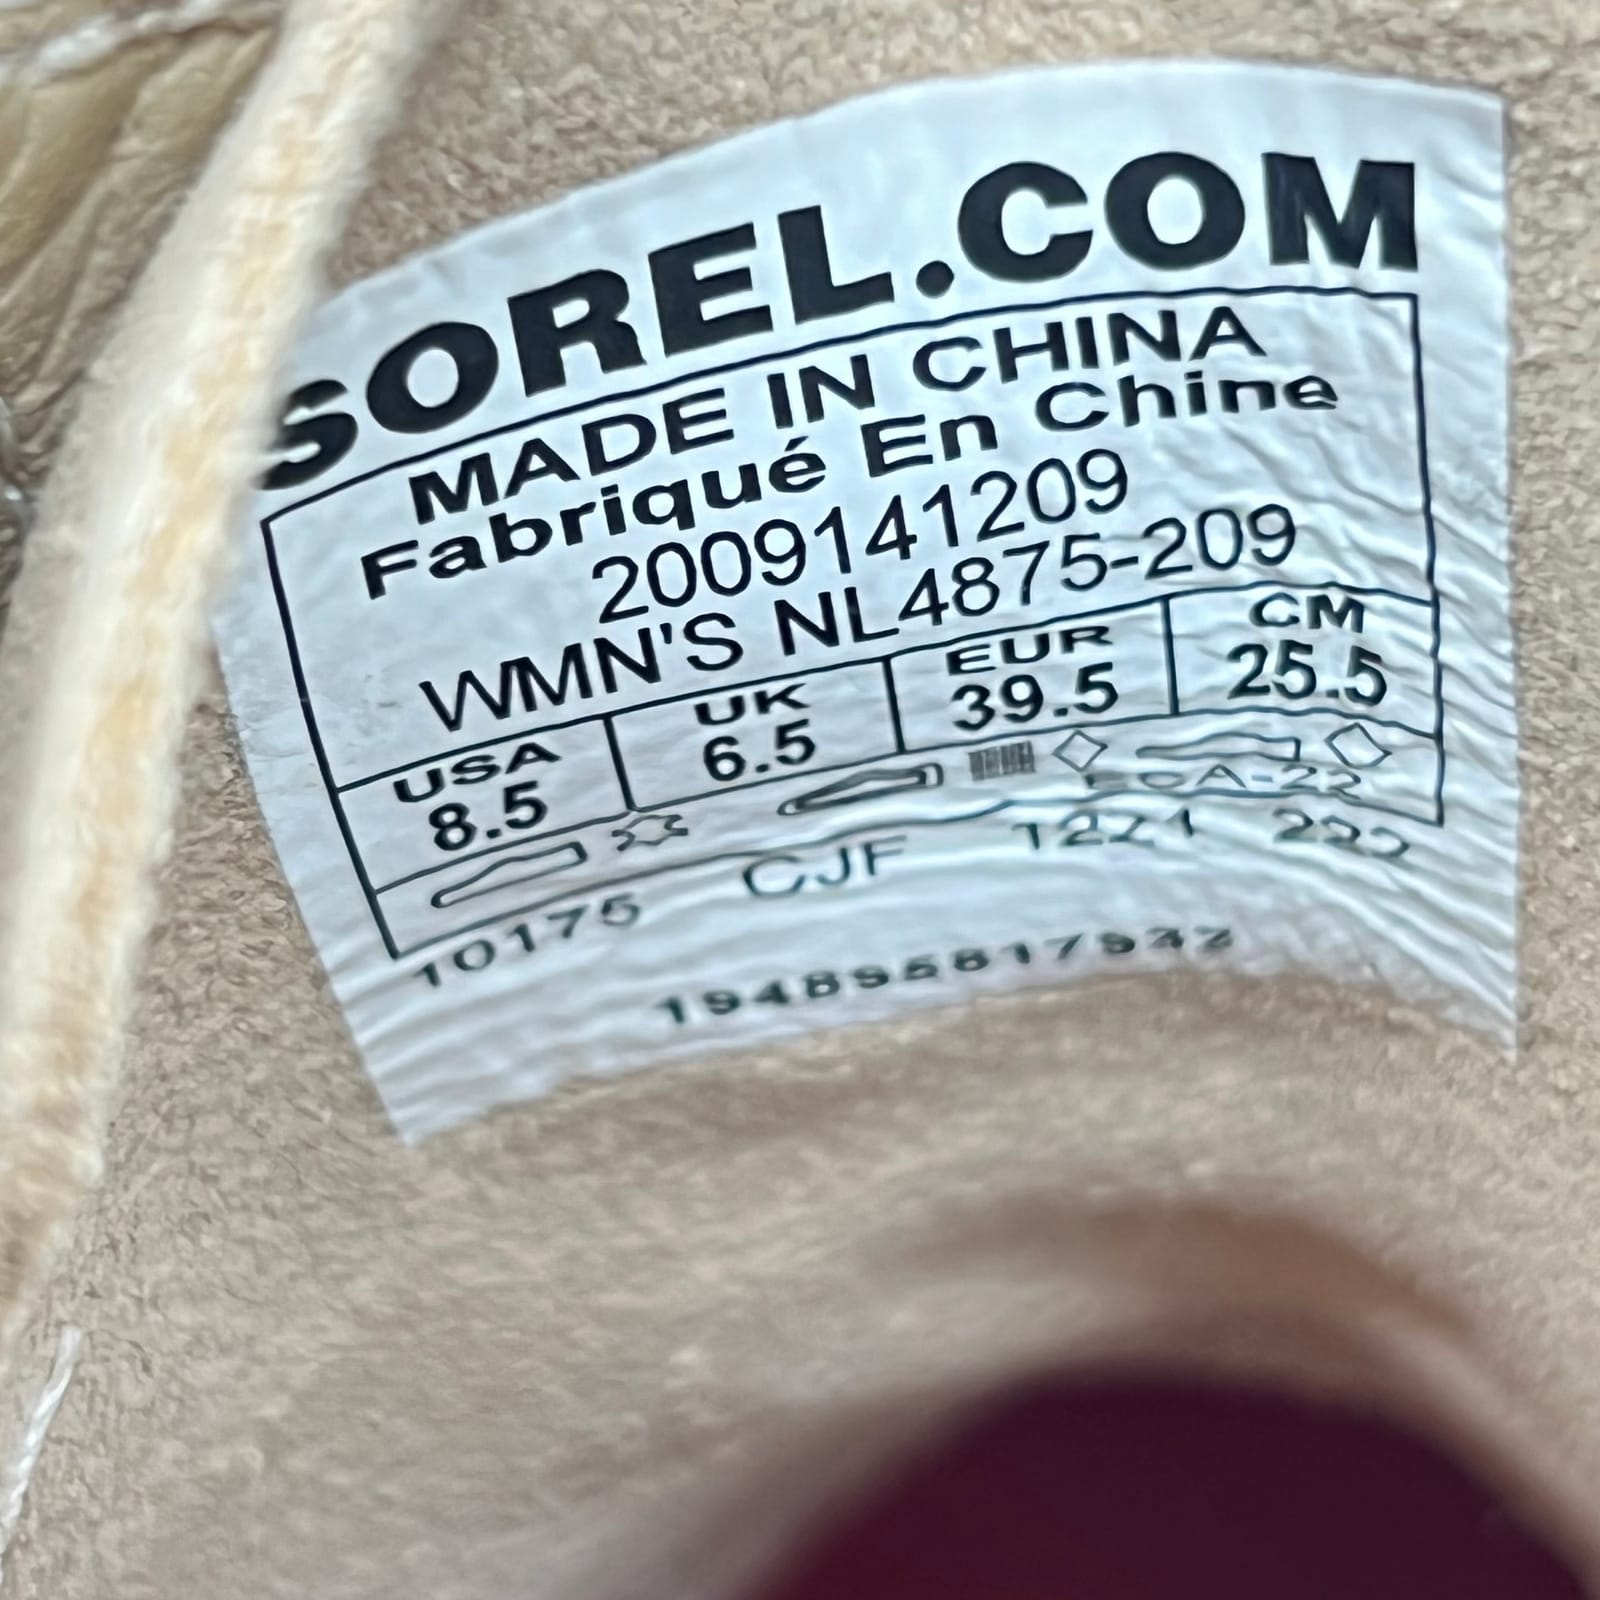 SOREL.COM
MADE IN CHINA
Fabriqué En Chine
2009141209
WMN'S NL4875-209
USA UK EUR CM
8.5 6.5 39.5 25.5
10175 CJF